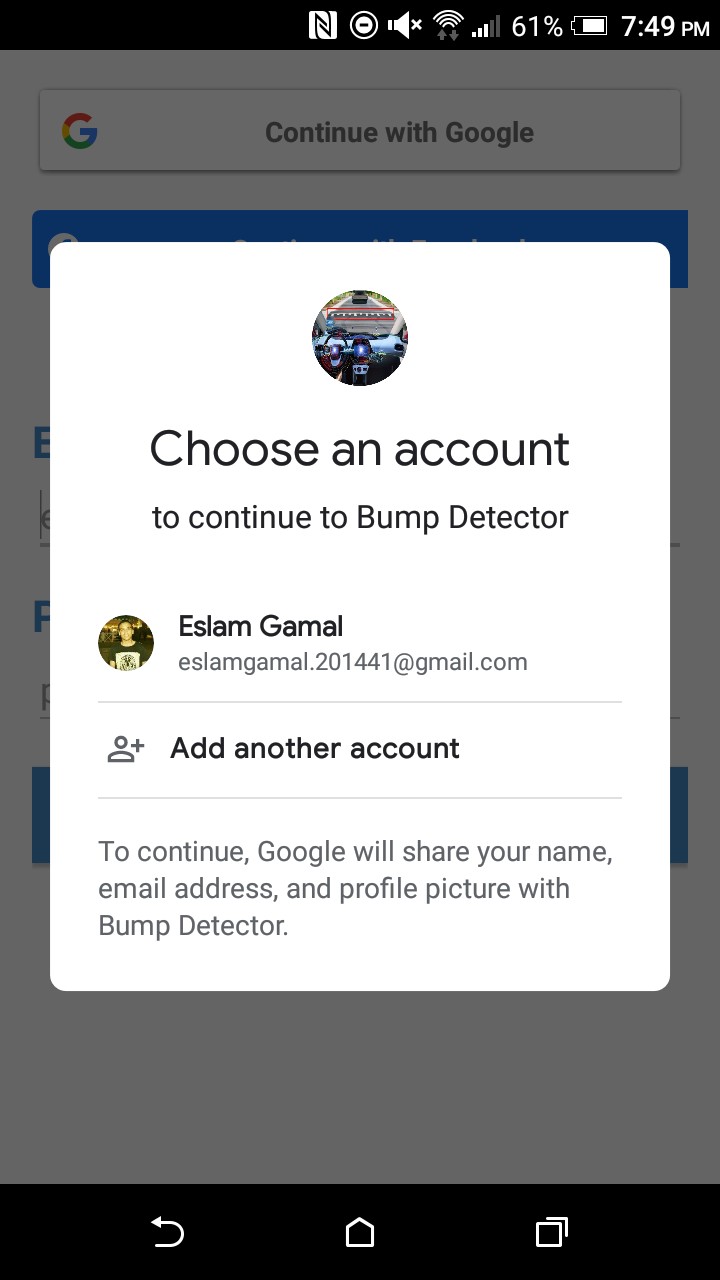 61% 7:49 PM
Continue with Google
Choose an account
to continue to Bump Detector
Eslam Gamal
eslamgamal.201441@gmail.com
Add another account
To continue, Google will share your name,
email address, and profile picture with
Bump Detector.